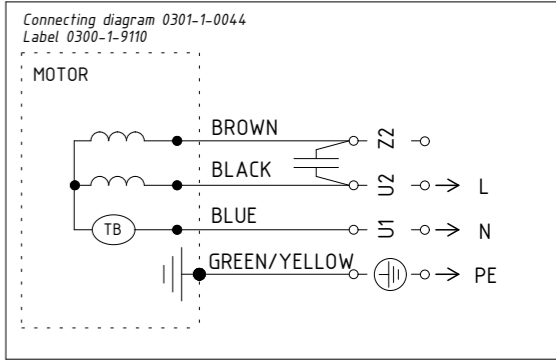 Connecting diagram 0301-1-0044
Label 0300-1-9110
MOTOR
BROWN Z2
BLACK U2 L
TB BLUE U1 N
GREEN/YELLOW PE